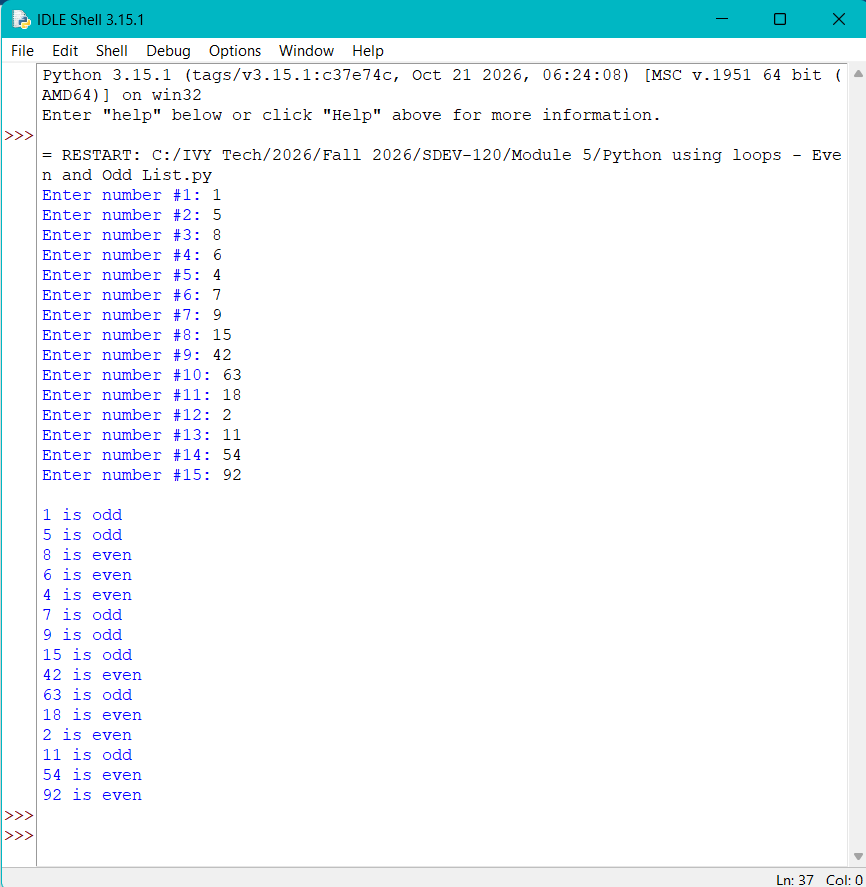 IDLE Shell 3.15.1
File Edit Shell Debug Options Window Help
Python 3.15.1 (tags/v3.15.1:c37e74c, Oct 21 2026, 06:24:08) [MSC v.1951 64 bit (
AMD64)] on win32
Enter "help" below or click "Help" above for more information.
>>>
= RESTART: C:/IVY Tech/2026/Fall 2026/SDEV-120/Module 5/Python using loops - Eve
n and Odd List.py
Enter number #1: 1
Enter number #2: 5
Enter number #3: 8
Enter number #4: 6
Enter number #5: 4
Enter number #6: 7
Enter number #7: 9
Enter number #8: 15
Enter number #9: 42
Enter number #10: 63
Enter number #11: 18
Enter number #12: 2
Enter number #13: 11
Enter number #14: 54
Enter number #15: 92
1 is odd
5 is odd
8 is even
6 is even
4 is even
7 is odd
9 is odd
15 is odd
42 is even
63 is odd
18 is even
2 is even
11 is odd
54 is even
92 is even
>>>
>>>
Ln: 37 Col: 0